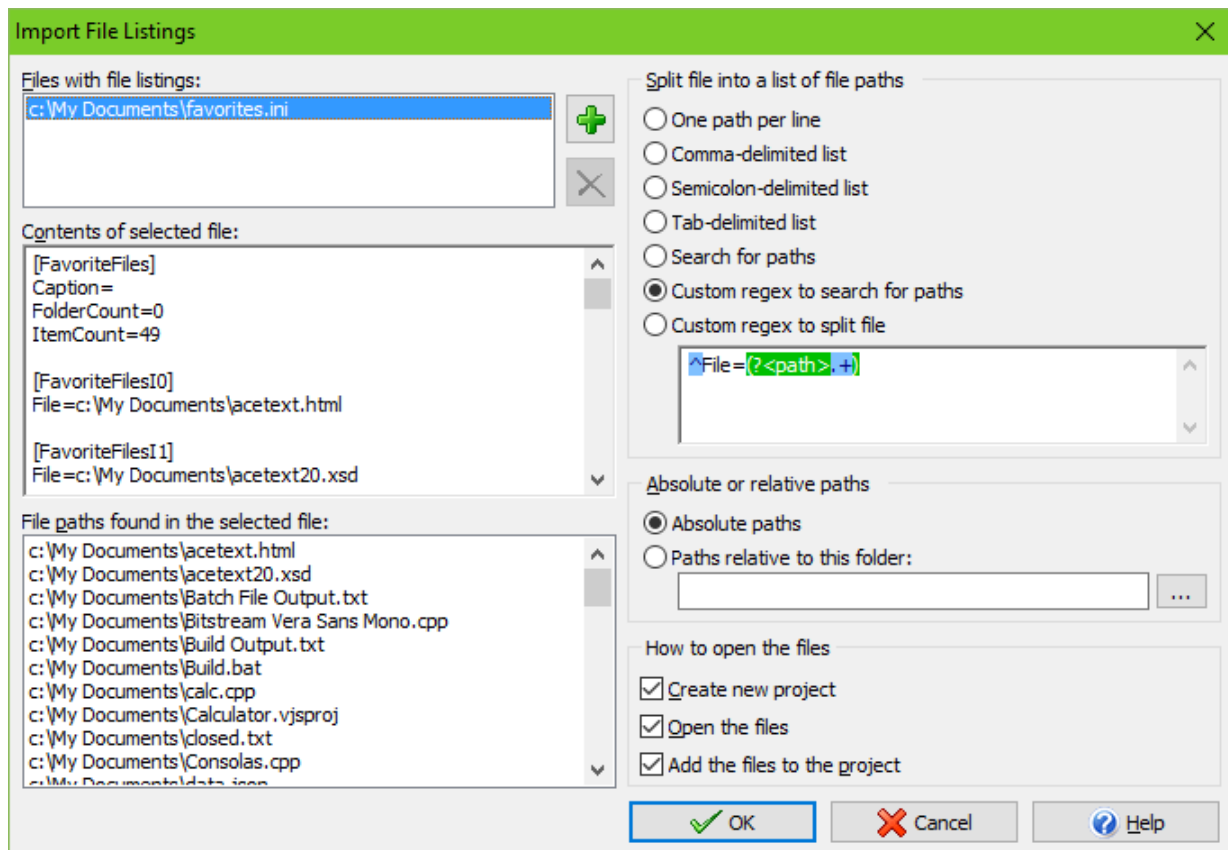 Import File Listings
Files with file listings:
c:\My Documents\favorites.ini
Contents of selected file:
[FavoriteFiles]
Caption=
FolderCount=0
ItemCount=49
[FavoriteFilesI0]
File=c:\My Documents\acetext.html
[FavoriteFilesI1]
File=c:\My Documents\acetext20.xsd
File paths found in the selected file:
c:\My Documents\acetext.html
c:\My Documents\acetext20.xsd
c:\My Documents\Batch File Output.txt
c:\My Documents\Bitstream Vera Sans Mono.cpp
c:\My Documents\Build Output.txt
c:\My Documents\Build.bat
c:\My Documents\calc.cpp
c:\My Documents\Calculator.vjsproj
c:\My Documents\closed.txt
c:\My Documents\Consolas.cpp
c:\My Documents\data.json
Split file into a list of file paths
One path per line
Comma-delimited list
Semicolon-delimited list
Tab-delimited list
Search for paths
Custom regex to search for paths
Custom regex to split file
^File=(?<path>.+)
Absolute or relative paths
Absolute paths
Paths relative to this folder:
...
How to open the files
Create new project
Open the files
Add the files to the project
OK
Cancel
Help